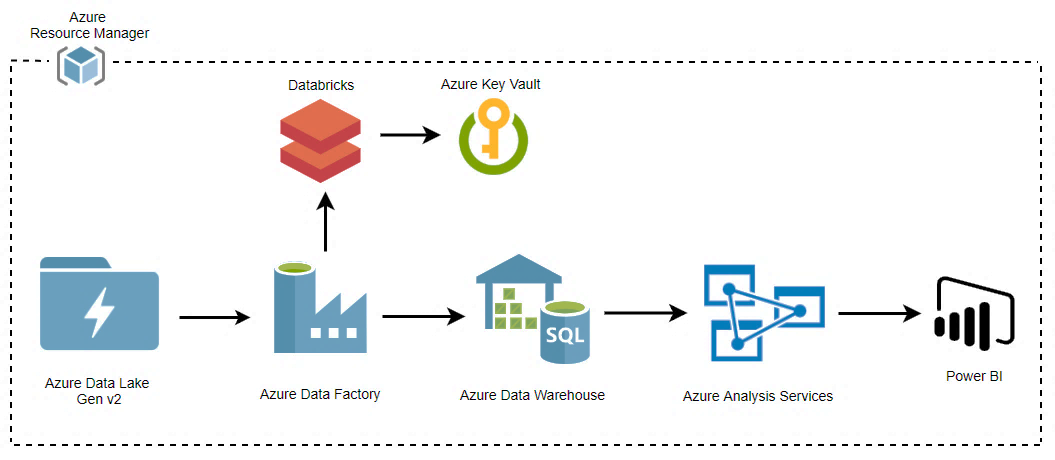 Azure
Resource Manager
Databricks
Azure Key Vault
SQL
Azure Data Lake
Gen v2
Azure Data Factory
Azure Data Warehouse
Azure Analysis Services
Power BI